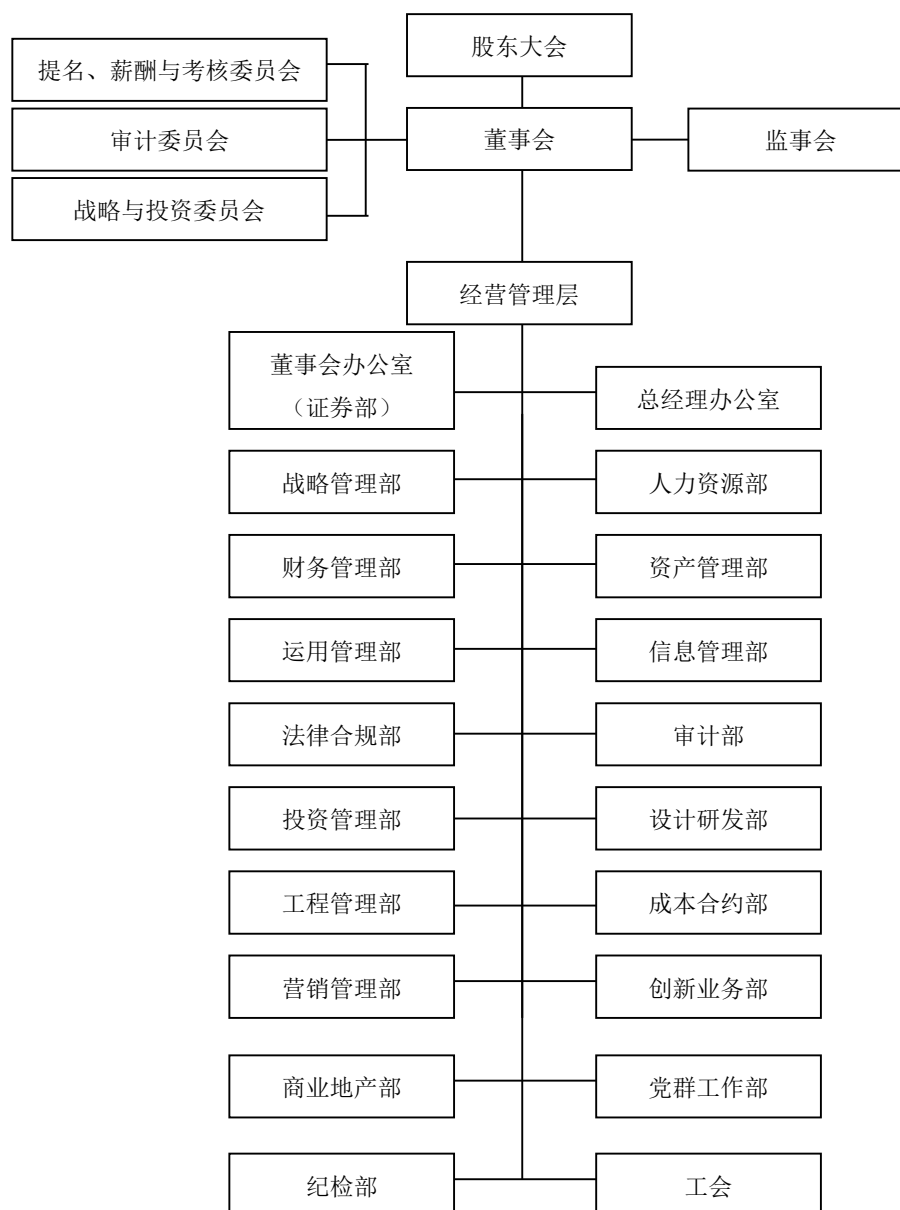 股东大会
提名、薪酬与考核委员会
审计委员会
董事会
监事会
战略与投资委员会
经营管理层
董事会办公室
（证券部）
总经理办公室
战略管理部
人力资源部
财务管理部
资产管理部
运用管理部
信息管理部
法律合规部
审计部
投资管理部
设计研发部
工程管理部
成本合约部
营销管理部
创新业务部
商业地产部
党群工作部
纪检部
工会